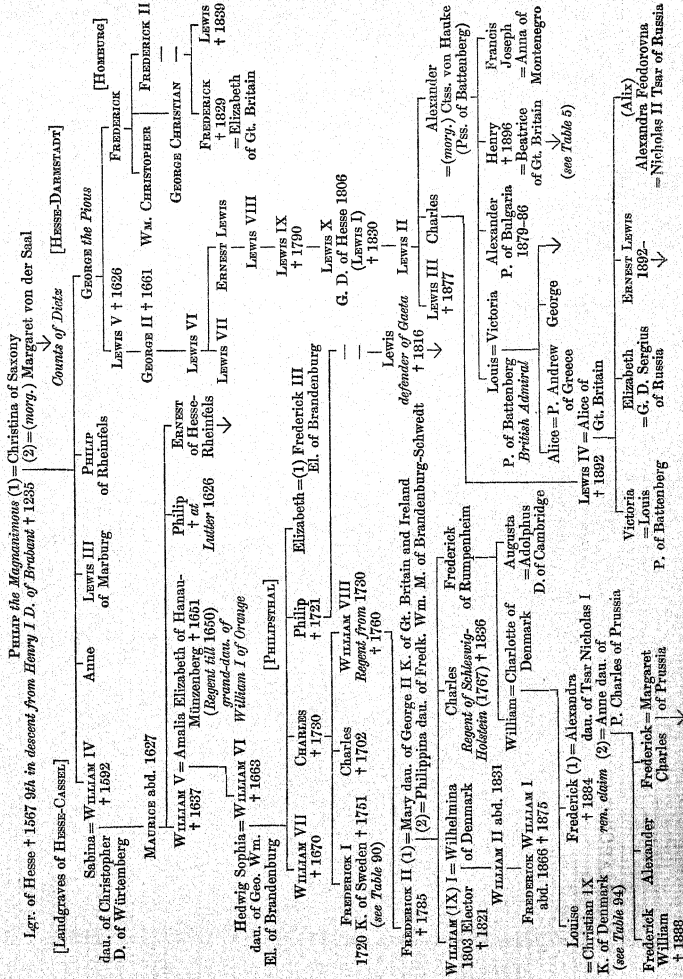 PHILIP the Magnanimous (1)=Christina of Saxony
Lgr. of Hesse † 1567 9th in descent from Henry I D. of Brabant † 1235 (2)=(morg.) Margaret von der Saal
[Landgraves of HESSE-CASSEL]
Counts of Dietz
[HESSE-DARMSTADT]
Sabina=WILLIAM IV
dau. of Christopher † 1592
D. of Würtemberg
Anne
LEWIS III
of Marburg
PHILIP
of Rheinfels
GEORGE the Pious
MAURICE abd. 1627
LEWIS V † 1626
FREDERICK
[HOMBURG]
WILLIAM V=Amalia Elizabeth of Hanau-
† 1637 Münzenberg † 1651
(Regent till 1650)
grand-dau. of
William I of Orange
Philip
† at
Lutter 1626
ERNEST
of Hesse-
Rheinfels
GEORGE II † 1661
WM. CHRISTOPHER
FREDERICK II
LEWIS VI
GEORGE CHRISTIAN
Hedwig Sophia=WILLIAM VI
dau. of Geo. Wm. † 1663
El. of Brandenburg
LEWIS VII
ERNEST LEWIS
FREDERICK
† 1829
=Elizabeth
of Gt. Britain
LEWIS
† 1839
[PHILIPSTHAL]
LEWIS VIII
WILLIAM VII
† 1670
CHARLES
† 1730
Philip
† 1721
Elizabeth=(1) Frederick III
El. of Brandenburg
LEWIS IX
† 1790
FREDERICK I
1720 K. of Sweden † 1751
(see Table 90)
Charles
† 1702
WILLIAM VIII
Regent from 1730
† 1760
LEWIS X
G. D. of Hesse 1806
(LEWIS I)
† 1830
Lewis
defender of Gaeta
† 1816
FREDERICK II (1)=Mary dau. of George II K. of Gt. Britain and Ireland
† 1785 (2)=Philippina dau. of Fredk. Wm. M. of Brandenburg-Schwedt
LEWIS II
WILLIAM (IX) I=Wilhelmina
1803 Elector of Denmark
† 1821
Charles
Regent of Schleswig-
Holstein (1767) † 1836
Frederick
of Rumpenheim
LEWIS III
† 1877
Charles
Alexander
=(morg.) Ctss. von Hauke
(Pss. of Battenberg)
WILLIAM II abd. 1831
William=Charlotte of
Denmark
Augusta
=Adolphus
D. of Cambridge
Louis=Victoria
P. of Battenberg
British Admiral
Alexander
P. of Bulgaria
1879–86
Henry
† 1896
=Beatrice
of Gt. Britain
(see Table 5)
Francis
Joseph
=Anna of
Montenegro
FREDERICK WILLIAM I
abd. 1866 † 1875
Alice=P. Andrew
of Greece
George
Louise
=Christian IX
K. of Denmark
(see Table 94)
Frederick (1)=Alexandra
† 1884 dau. of Tsar Nicholas I
ren. claim (2)=Anne dau. of
P. Charles of Prussia
LEWIS IV=Alice of
† 1892 Gt. Britain
Frederick
William
† 1888
Alexander
Frederick=Margaret
Charles of Prussia
Victoria
=Louis
P. of Battenberg
Elizabeth
=G. D. Sergius
of Russia
ERNEST LEWIS
1892–
(Alix)
Alexandra Feodorovna
=Nicholas II Tsar of Russia